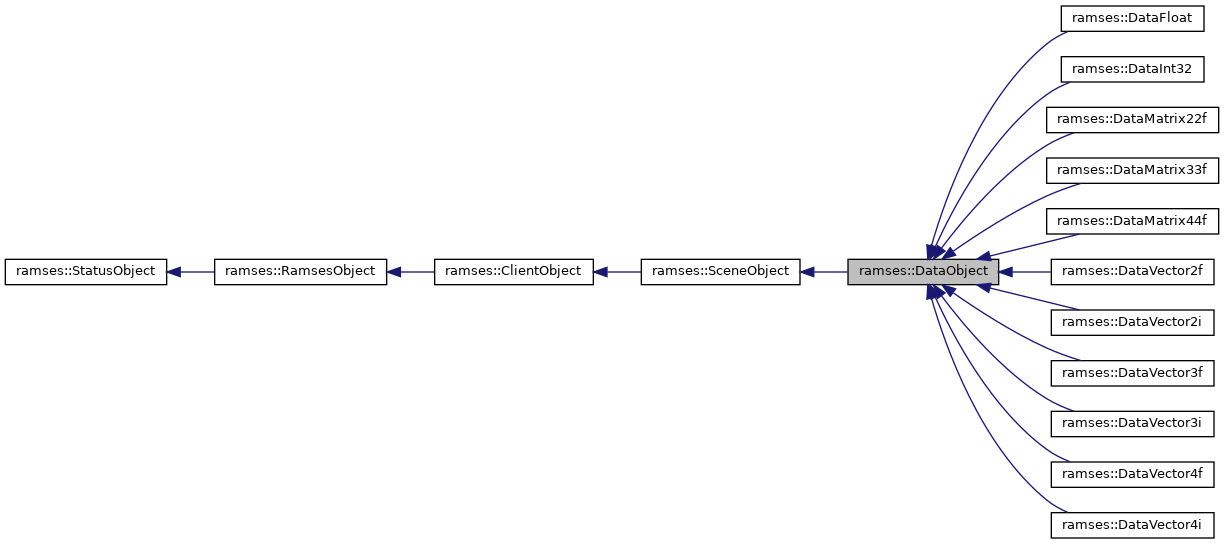 ramses::DataFloat
ramses::DataInt32
ramses::DataMatrix22f
ramses::DataMatrix33f
ramses::DataMatrix44f
ramses::StatusObject
ramses::RamsesObject
ramses::ClientObject
ramses::SceneObject
ramses::DataObject
ramses::DataVector2f
ramses::DataVector2i
ramses::DataVector3f
ramses::DataVector3i
ramses::DataVector4f
ramses::DataVector4i